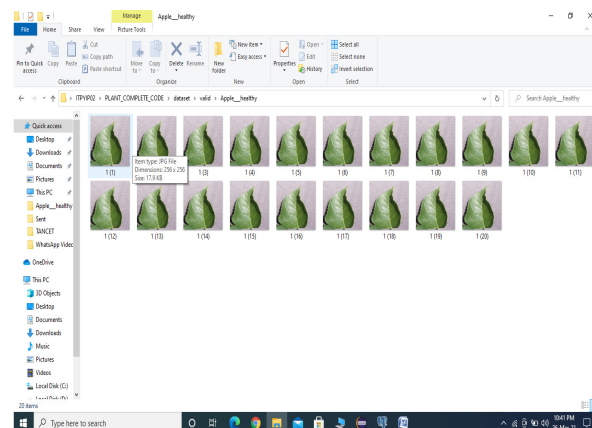 Manage Apple__healthy
File Home Share View Picture Tools
Pin to Quick access
Copy
Paste
Cut
Copy path
Paste shortcut
Clipboard
Move to
Copy to
Delete
Rename
Organize
New folder
New item
Easy access
New
Properties
Open
Edit
History
Open
Select all
Select none
Invert selection
Select
ITPYIP02 › PLANT_COMPLETE_CODE › dataset › valid › Apple__healthy
Search Apple__healthy
Quick access
Desktop
Downloads
Documents
Pictures
This PC
Apple__healthy
Sent
TANCET
WhatsApp Videc
OneDrive
This PC
3D Objects
Desktop
Documents
Downloads
Music
Pictures
Videos
Local Disk (C:)
1 (1) 1 (3) 1 (4) 1 (5) 1 (6) 1 (7) 1 (8) 1 (9) 1 (10) 1 (11)
Item type: JPG File
Dimensions: 256 x 256
Size: 17.9 KB
1 (12) 1 (13) 1 (14) 1 (15) 1 (16) 1 (17) 1 (18) 1 (19) 1 (20)
20 items
Type here to search
10:41 PM